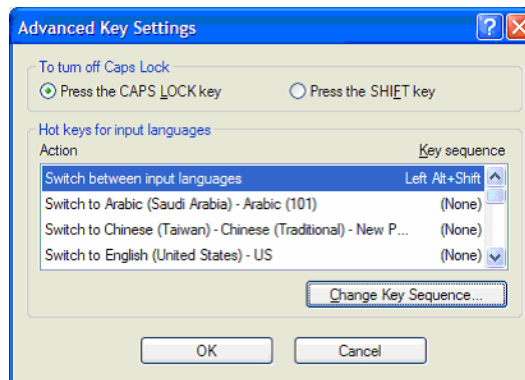 Advanced Key Settings
To turn off Caps Lock
Press the CAPS LOCK key Press the SHIFT key
Hot keys for input languages
Action Key sequence
Switch between input languages Left Alt+Shift
Switch to Arabic (Saudi Arabia) - Arabic (101) (None)
Switch to Chinese (Taiwan) - Chinese (Traditional) - New P... (None)
Switch to English (United States) - US (None)
Change Key Sequence...
OK Cancel